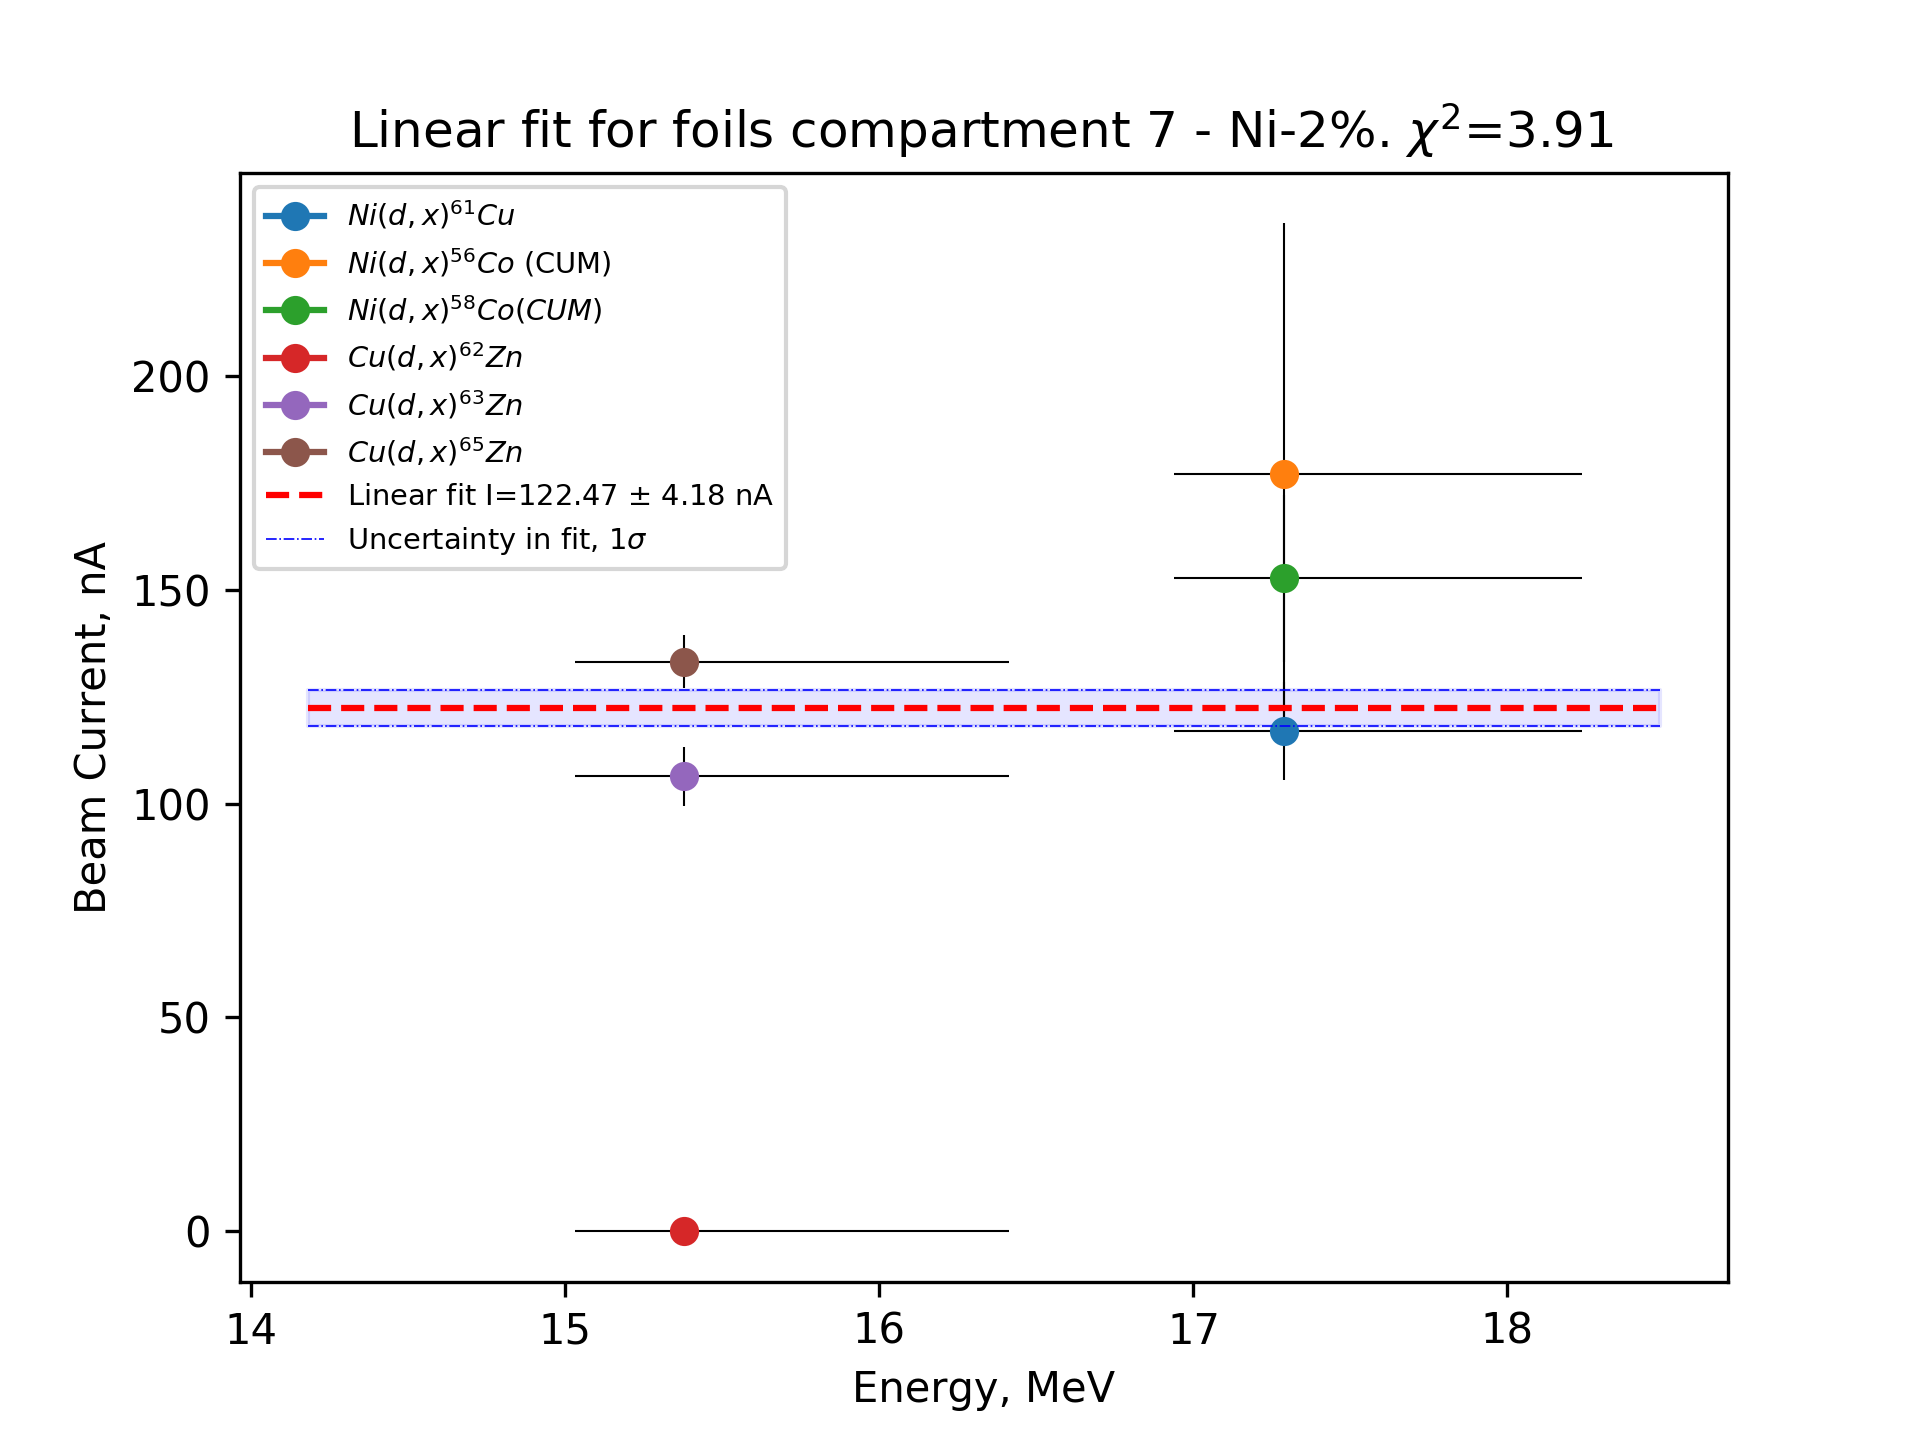 Linear fit for foils compartment 7 - Ni-2%. χ²=3.91
Ni(d, x)⁶¹Cu
Ni(d, x)⁵⁶Co (CUM)
Ni(d, x)⁵⁸Co(CUM)
Cu(d, x)⁶²Zn
Cu(d, x)⁶³Zn
Cu(d, x)⁶⁵Zn
Linear fit I=122.47 ± 4.18 nA
Uncertainty in fit, 1σ
Beam Current, nA
200
150
100
50
0
14 15 16 17 18
Energy, MeV